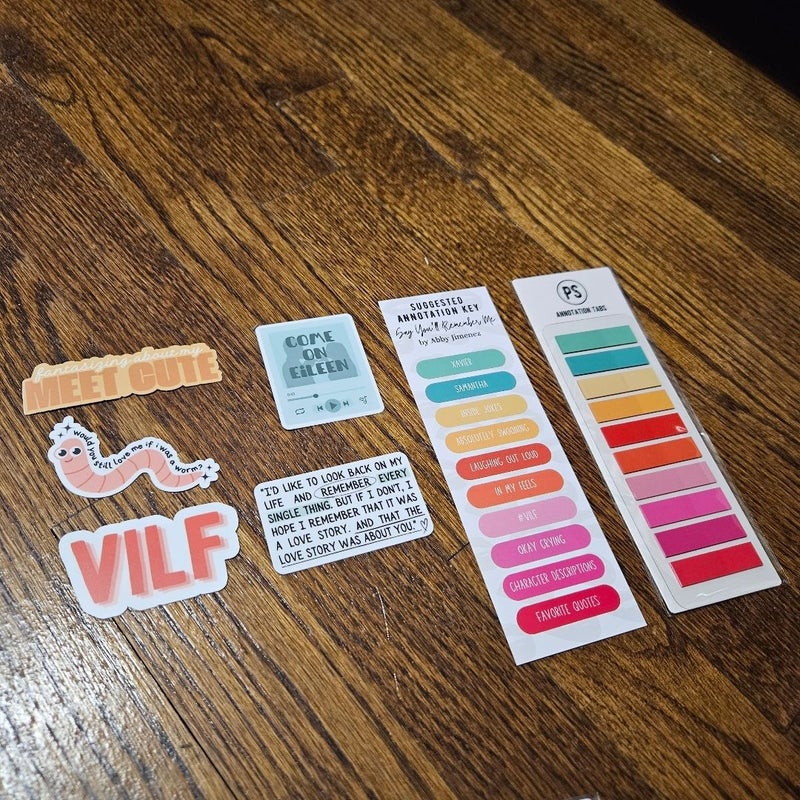 fantasizing about my
MEET CUTE
would you still love me if i was a worm?
VILF
COME
ON
EiLEEN
"I'D LIKE TO LOOK BACK ON MY
LIFE AND REMEMBER EVERY
SINGLE THING. BUT IF I DON'T, I
HOPE I REMEMBER THAT IT WAS
A LOVE STORY. AND THAT THE
LOVE STORY WAS ABOUT YOU."
SUGGESTED
ANNOTATION KEY
Say You'll Remember Me
by Abby Jimenez
XAVIER
SAMANTHA
INSIDE JOKES
ABSOLUTELY SWOONING
LAUGHING OUT LOUD
IN MY FEELS
#VILF
OKAY CRYING
CHARACTER DESCRIPTIONS
FAVORITE QUOTES
PS
ANNOTATION TABS